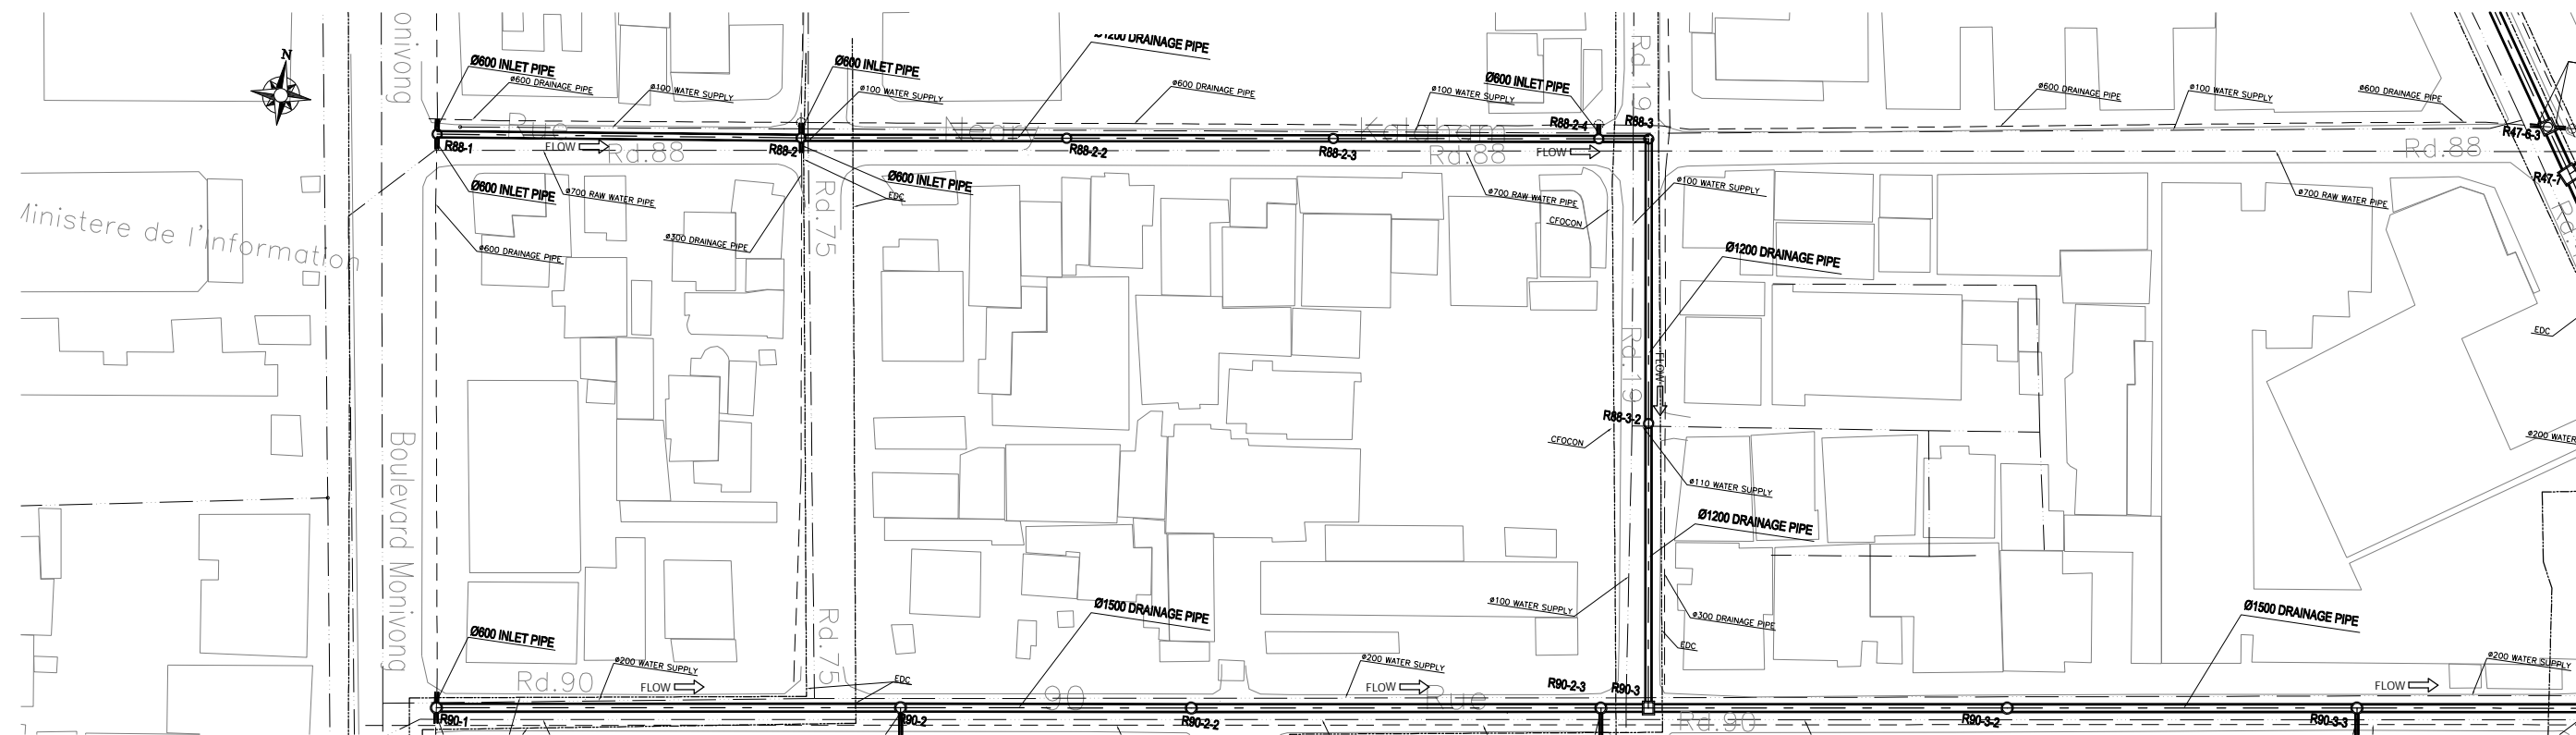 N
onivong
Ø1200 DRAINAGE PIPE
Ø600 INLET PIPE
ø600 DRAINAGE PIPE
ø100 WATER SUPPLY
Ø600 INLET PIPE
ø100 WATER SUPPLY
ø600 DRAINAGE PIPE
Ø600 INLET PIPE
ø100 WATER SUPPLY
Rd.19
ø600 DRAINAGE PIPE
ø100 WATER SUPPLY
ø600 DRAINAGE PIPE
Rue
Neary
R88-2-4
R88-3
R47-6-3
R88-1
FLOW
Rd.88
R88-2
R88-2-2
R88-2-3
Rd.88
FLOW
Rd.88
R47-7
Ø600 INLET PIPE
ø700 RAW WATER PIPE
Ø600 INLET PIPE
EDC
ø700 RAW WATER PIPE
ø100 WATER SUPPLY
ø700 RAW WATER PIPE
Ministere de l'Information
ø600 DRAINAGE PIPE
ø300 DRAINAGE PIPE
Rd.75
CFOCON
Rd.
Ø1200 DRAINAGE PIPE
EDC
Rd.19
FLOW
R88-3-2
CFOCON
ø200 WATER
Boulevard Monivong
ø110 WATER SUPPLY
Ø1200 DRAINAGE PIPE
Ø1500 DRAINAGE PIPE
ø100 WATER SUPPLY
ø300 DRAINAGE PIPE
Ø1500 DRAINAGE PIPE
Ø600 INLET PIPE
Rd.75
EDC
ø200 WATER SUPPLY
ø200 WATER SUPPLY
ø200 WATER SUPPLY
Rd.90
FLOW
EDC
90
FLOW
Rue
R90-2-3
R90-3
FLOW
R90-1
R90-2
R90-2-2
Rd.90
R90-3-2
R90-3-3